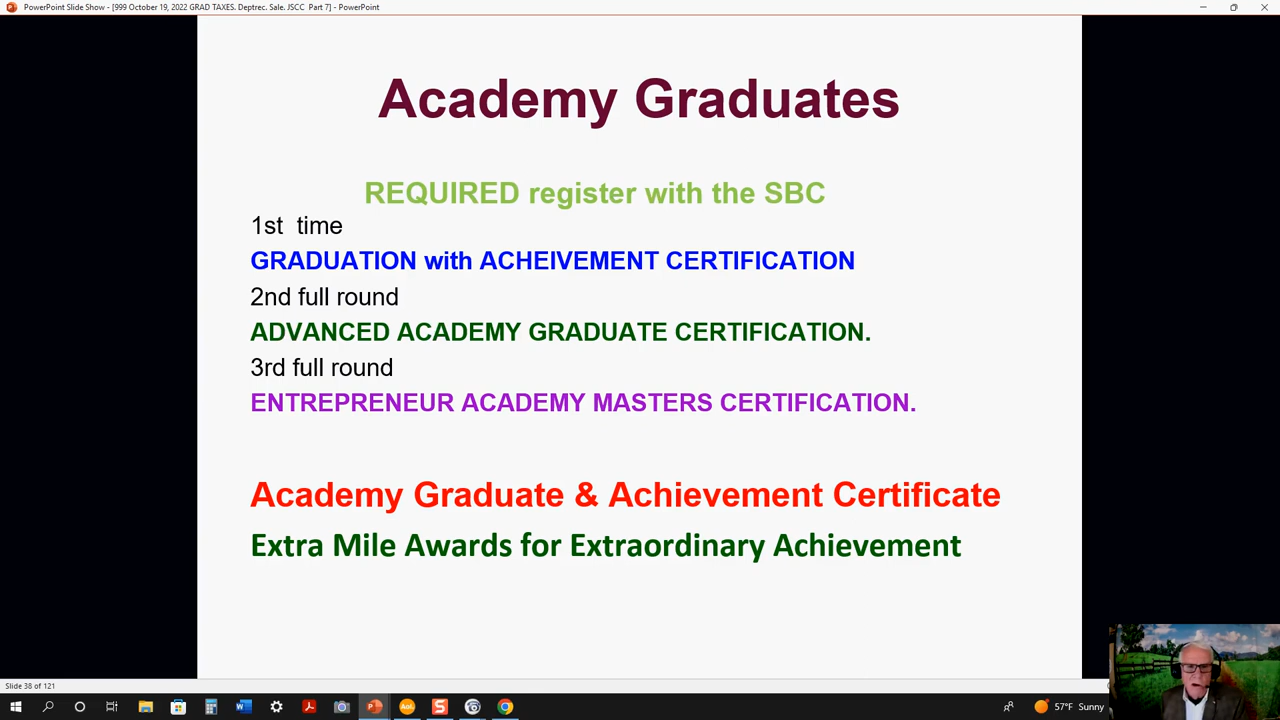 PowerPoint Slide Show - [999 October 19, 2022 GRAD TAXES. Deptrec. Sale. JSCC Part 7] - PowerPoint
Academy Graduates
REQUIRED register with the SBC
1st time
GRADUATION with ACHEIVEMENT CERTIFICATION
2nd full round
ADVANCED ACADEMY GRADUATE CERTIFICATION.
3rd full round
ENTREPRENEUR ACADEMY MASTERS CERTIFICATION.
Academy Graduate & Achievement Certificate
Extra Mile Awards for Extraordinary Achievement
Slide 38 of 121
57°F Sunny